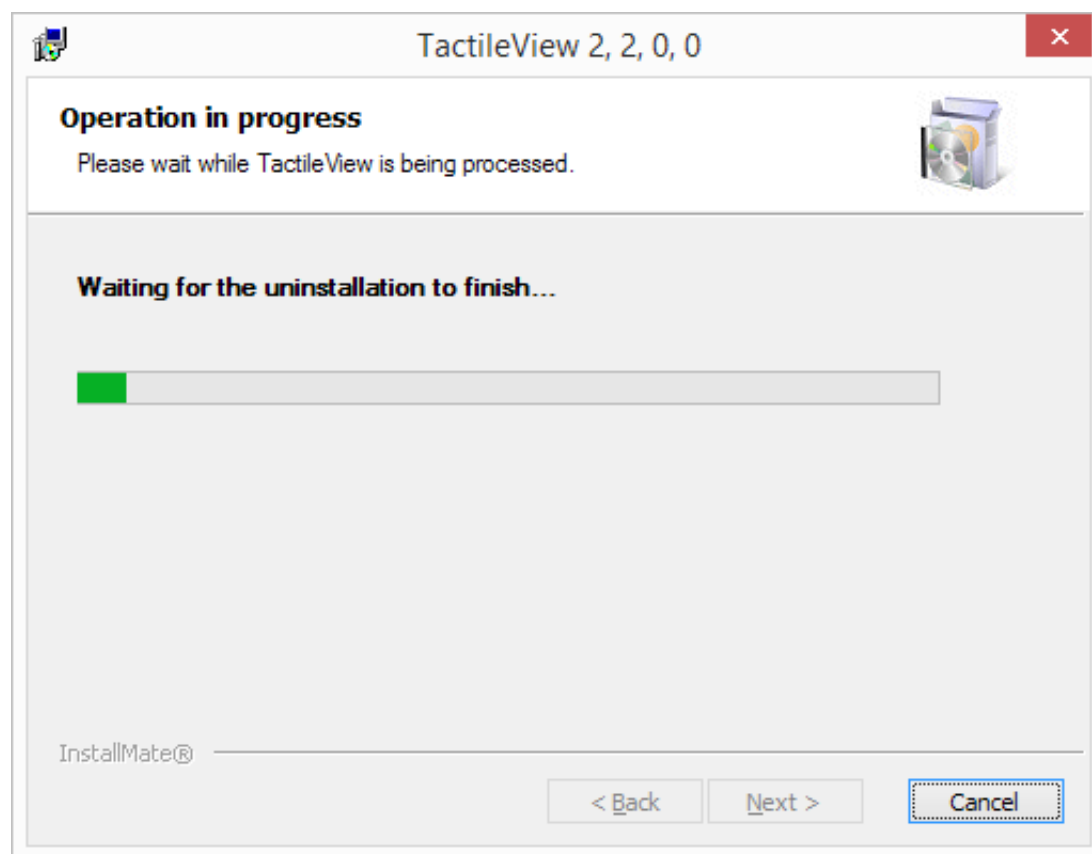 TactileView 2, 2, 0, 0
Operation in progress
Please wait while TactileView is being processed.
Waiting for the uninstallation to finish...
InstallMate®
< Back
Next >
Cancel